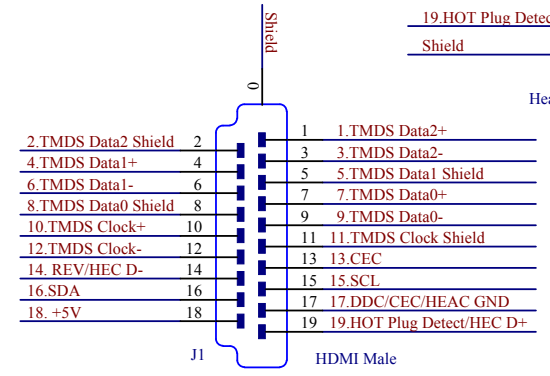 19.HOT Plug Detec
Shield
Shield
Hea
0
2.TMDS Data2 Shield 2
4.TMDS Data1+ 4
6.TMDS Data1- 6
8.TMDS Data0 Shield 8
10.TMDS Clock+ 10
12.TMDS Clock- 12
14. REV/HEC D- 14
16.SDA 16
18. +5V 18
1 1.TMDS Data2+
3 3.TMDS Data2-
5 5.TMDS Data1 Shield
7 7.TMDS Data0+
9 9.TMDS Data0-
11 11.TMDS Clock Shield
13 13.CEC
15 15.SCL
17 17.DDC/CEC/HEAC GND
19 19.HOT Plug Detect/HEC D+
J1
HDMI Male